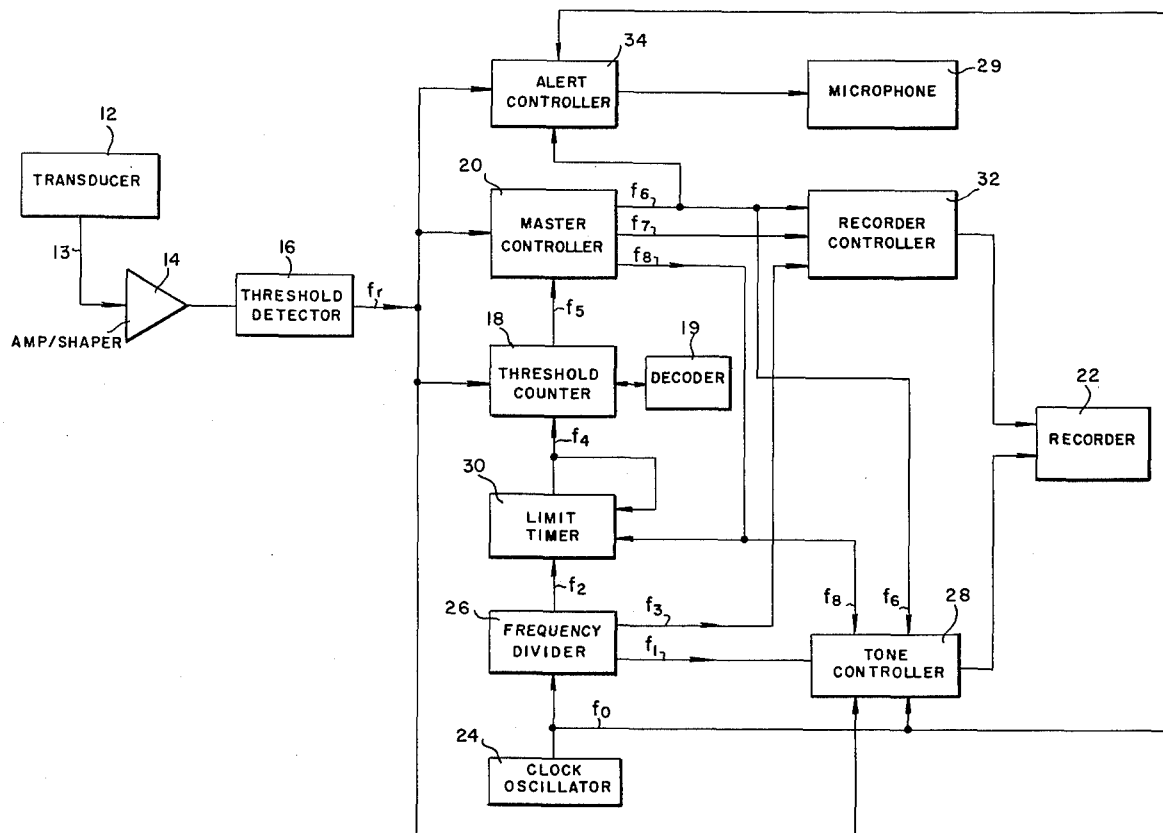 34
ALERT
CONTROLLER
29
MICROPHONE
12
TRANSDUCER
13
14
AMP/SHAPER
16
THRESHOLD
DETECTOR
fr
20
MASTER
CONTROLLER
f6
f7
f8
32
RECORDER
CONTROLLER
f5
18
THRESHOLD
COUNTER
19
DECODER
22
RECORDER
f4
30
LIMIT
TIMER
f2
26
FREQUENCY
DIVIDER
f3
f1
f8
f6
28
TONE
CONTROLLER
f0
24
CLOCK
OSCILLATOR